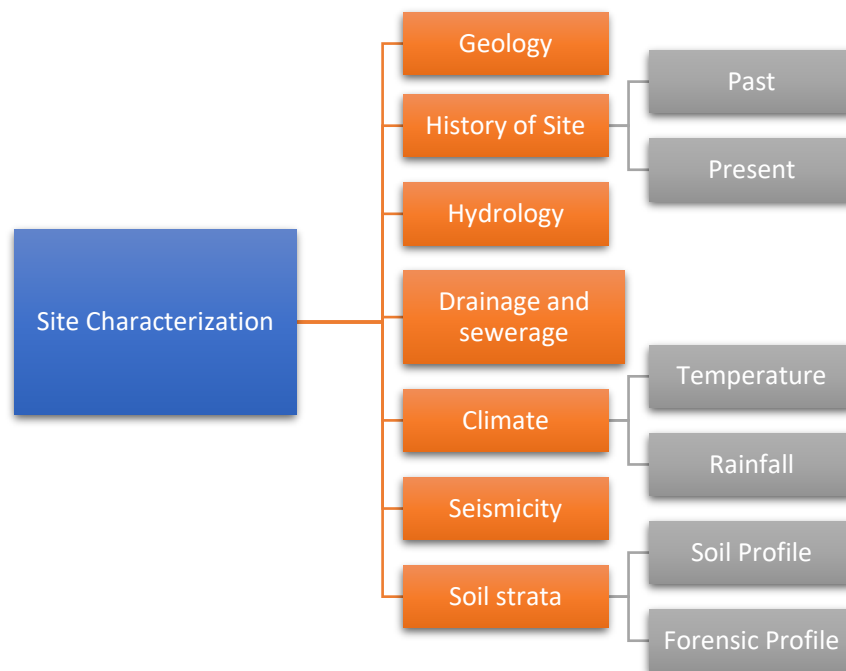 Site Characterization
Geology
History of Site
Past
Present
Hydrology
Drainage and
sewerage
Climate
Temperature
Rainfall
Seismicity
Soil strata
Soil Profile
Forensic Profile